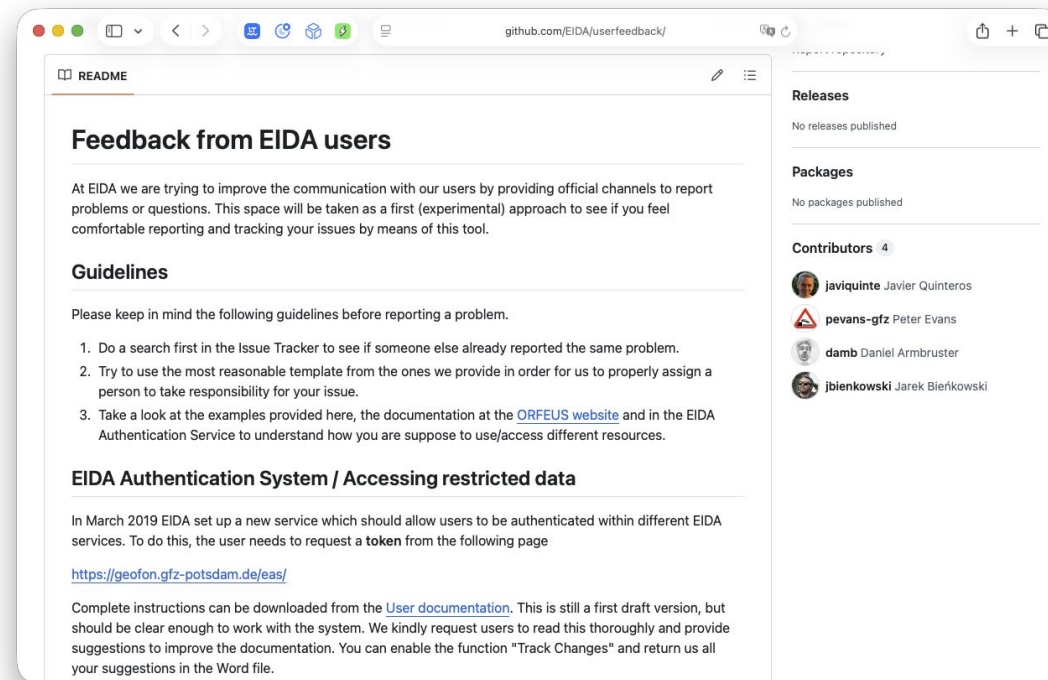 github.com/EIDA/userfeedback/
README
Feedback from EIDA users
At EIDA we are trying to improve the communication with our users by providing official channels to report
problems or questions. This space will be taken as a first (experimental) approach to see if you feel
comfortable reporting and tracking your issues by means of this tool.
Guidelines
Please keep in mind the following guidelines before reporting a problem.
1. Do a search first in the Issue Tracker to see if someone else already reported the same problem.
2. Try to use the most reasonable template from the ones we provide in order for us to properly assign a
person to take responsibility for your issue.
3. Take a look at the examples provided here, the documentation at the ORFEUS website and in the EIDA
Authentication Service to understand how you are suppose to use/access different resources.
EIDA Authentication System / Accessing restricted data
In March 2019 EIDA set up a new service which should allow users to be authenticated within different EIDA
services. To do this, the user needs to request a token from the following page
https://geofon.gfz-potsdam.de/eas/
Complete instructions can be downloaded from the User documentation. This is still a first draft version, but
should be clear enough to work with the system. We kindly request users to read this thoroughly and provide
suggestions to improve the documentation. You can enable the function "Track Changes" and return us all
your suggestions in the Word file.
Releases
No releases published
Packages
No packages published
Contributors 4
javiquinte Javier Quinteros
pevans-gfz Peter Evans
damb Daniel Armbruster
jbienkowski Jarek Bieńkowski